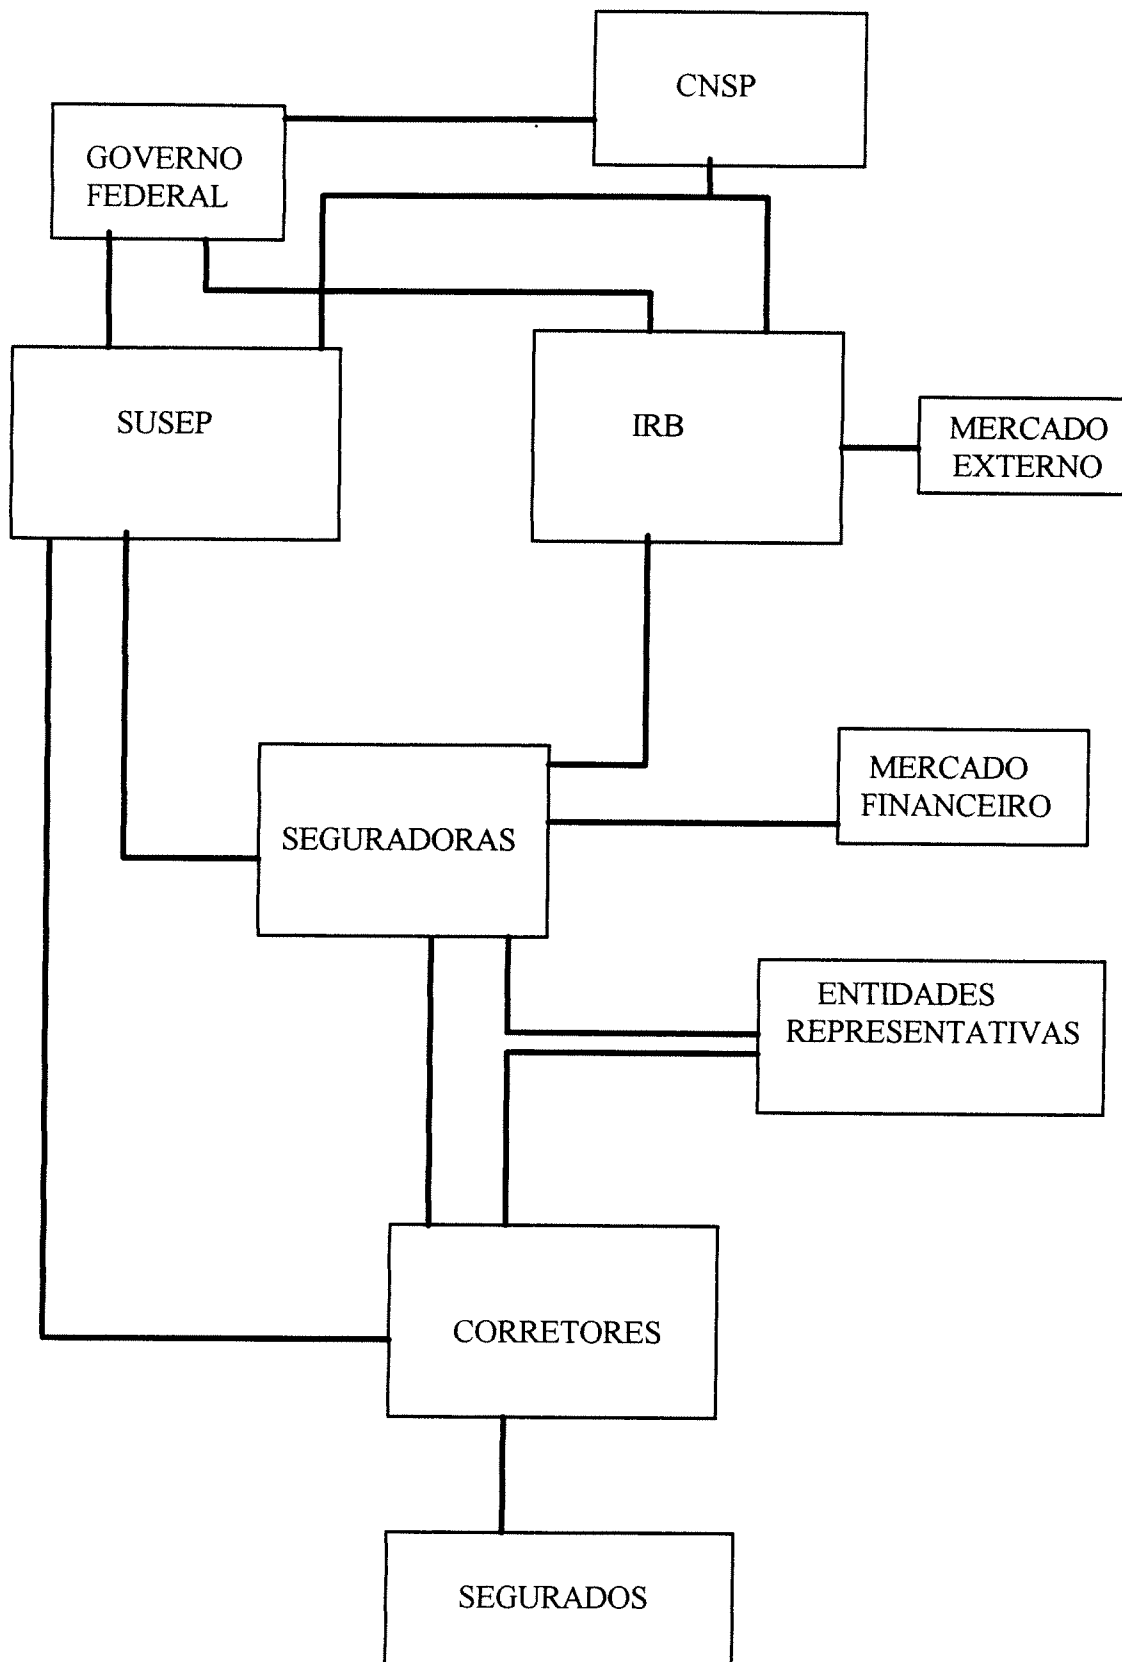 CNSP
GOVERNO
FEDERAL
SUSEP
IRB
MERCADO
EXTERNO
MERCADO
FINANCEIRO
SEGURADORAS
ENTIDADES
REPRESENTATIVAS
CORRETORES
SEGURADOS